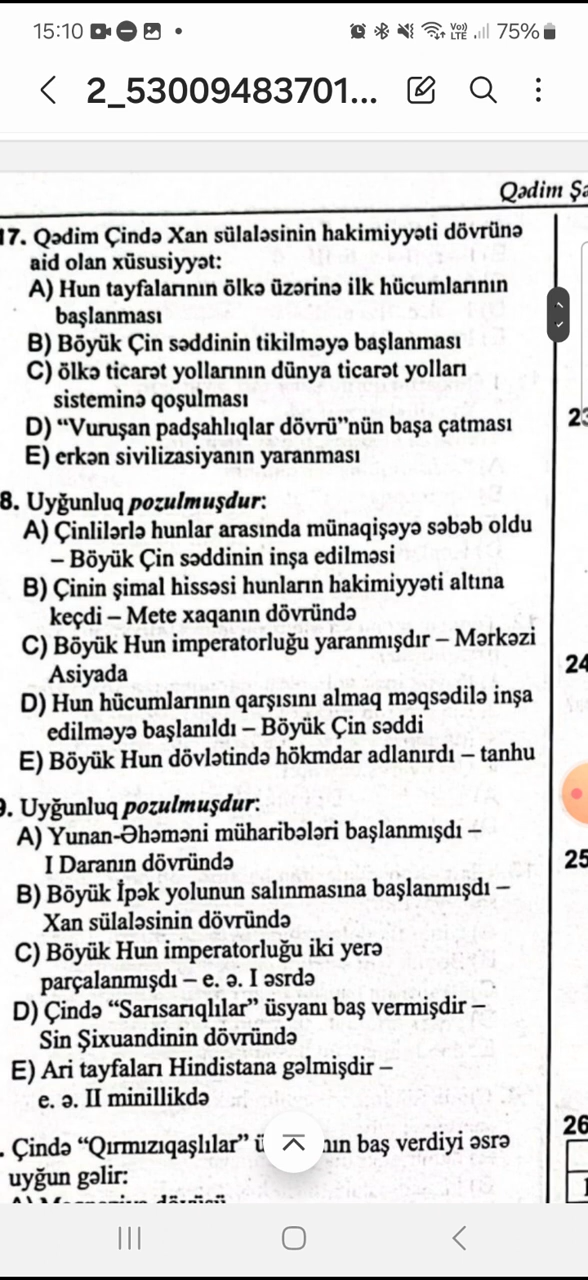 15:10
Vo)) LTE
75%
2_53009483701...
Qədim Şə
17. Qədim Çində Xan sülaləsinin hakimiyyəti dövrünə
aid olan xüsusiyyət:
A) Hun tayfalarının ölkə üzərinə ilk hücumlarının
başlanması
B) Böyük Çin səddinin tikilməyə başlanması
C) ölkə ticarət yollarının dünya ticarət yolları
sisteminə qoşulması
D) “Vuruşan padşahlıqlar dövrü”nün başa çatması
E) erkən sivilizasiyanın yaranması
8. Uyğunluq pozulmuşdur:
A) Çinlilərlə hunlar arasında münaqişəyə səbəb oldu
– Böyük Çin səddinin inşa edilməsi
B) Çinin şimal hissəsi hunların hakimiyyəti altına
keçdi – Mete xaqanın dövründə
C) Böyük Hun imperatorluğu yaranmışdır – Mərkəzi
Asiyada
D) Hun hücumlarının qarşısını almaq məqsədilə inşa
edilməyə başlanıldı – Böyük Çin səddi
E) Böyük Hun dövlətində hökmdar adlanırdı – tanhu
9. Uyğunluq pozulmuşdur:
A) Yunan-Əhəməni müharibələri başlanmışdı –
I Daranın dövründə
B) Böyük İpək yolunun salınmasına başlanmışdı –
Xan sülaləsinin dövründə
C) Böyük Hun imperatorluğu iki yerə
parçalanmışdı – e. ə. I əsrdə
D) Çində “Sarısarıqlılar” üsyanı baş vermişdir –
Sin Şixuandinin dövründə
E) Ari tayfaları Hindistana gəlmişdir –
e. ə. II minillikdə
. Çində “Qırmızıqaşlılar” ü nın baş verdiyi əsrə
uyğun gəlir:
23
24
25
26